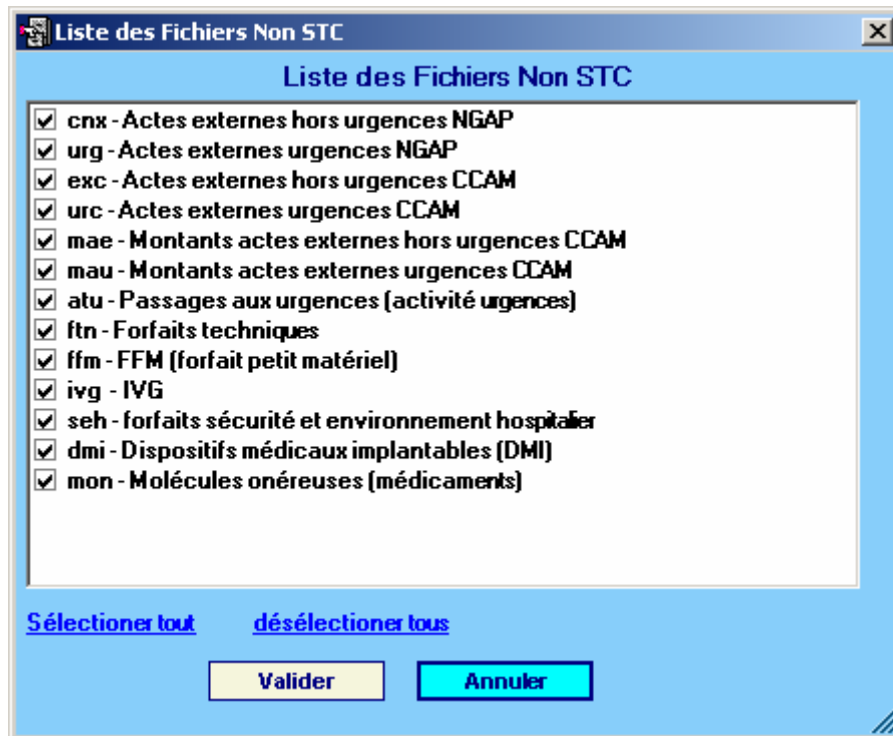 Liste des Fichiers Non STC
Liste des Fichiers Non STC
cnx - Actes externes hors urgences NGAP
urg - Actes externes urgences NGAP
exc - Actes externes hors urgences CCAM
urc - Actes externes urgences CCAM
mae - Montants actes externes hors urgences CCAM
mau - Montants actes externes urgences CCAM
atu - Passages aux urgences (activité urgences)
ftn - Forfaits techniques
ffm - FFM (forfait petit matériel)
ivg - IVG
seh - forfaits sécurité et environnement hospitalier
dmi - Dispositifs médicaux implantables (DMI)
mon - Molécules onéreuses (médicaments)
Sélectioner tout désélectioner tous
Valider Annuler